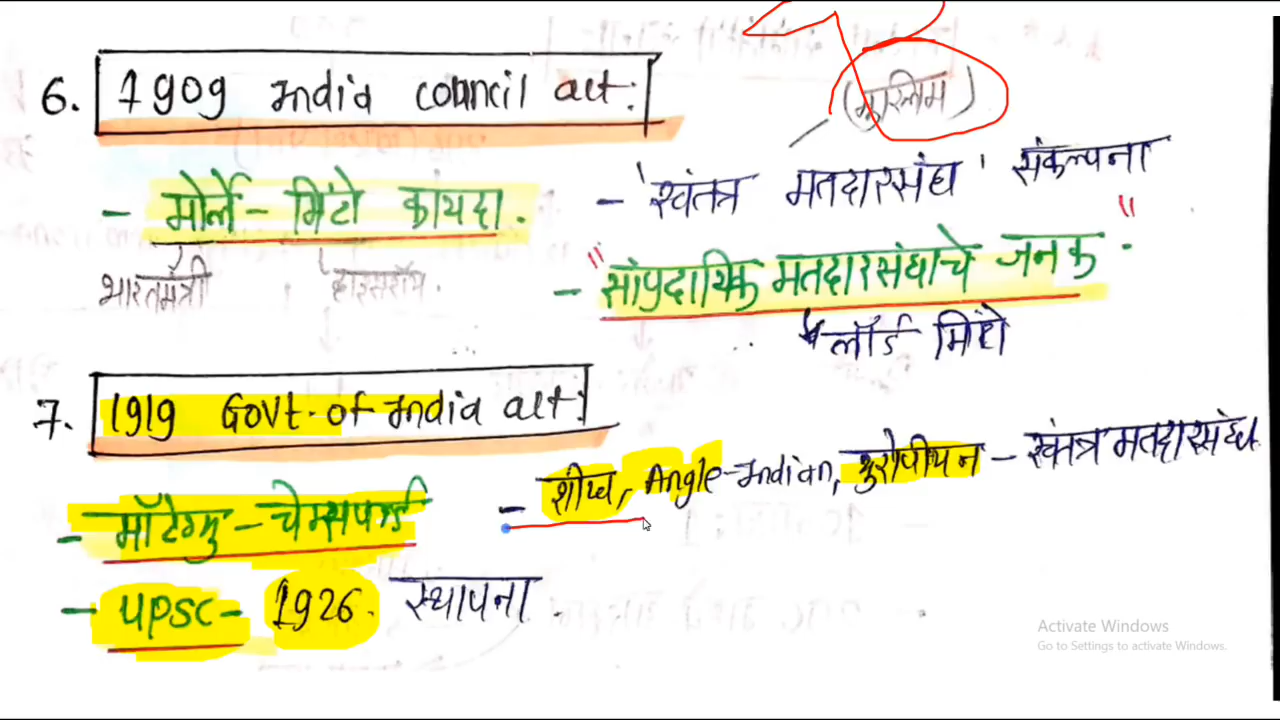 6. 1909 India council act:
(मुस्लिम)
- मोर्ले - मिंटो कायदा.
- 'स्वंतत्र मतदारसंघ' संकल्पना
भारतमंत्री व्हाइसरॉय.
- "सांप्रदायिक मतदारसंघाचे जनक."
लॉर्ड मिंटो
7. 1919 Govt. of India act:
- शीख, Angle-Indian, युरोपीयन - स्वंतत्र मतदारसंघ.
- मॉटेग्यु - चेम्सफर्ड
- UPSC - 1926. स्थापना.
Activate Windows
Go to Settings to activate Windows.